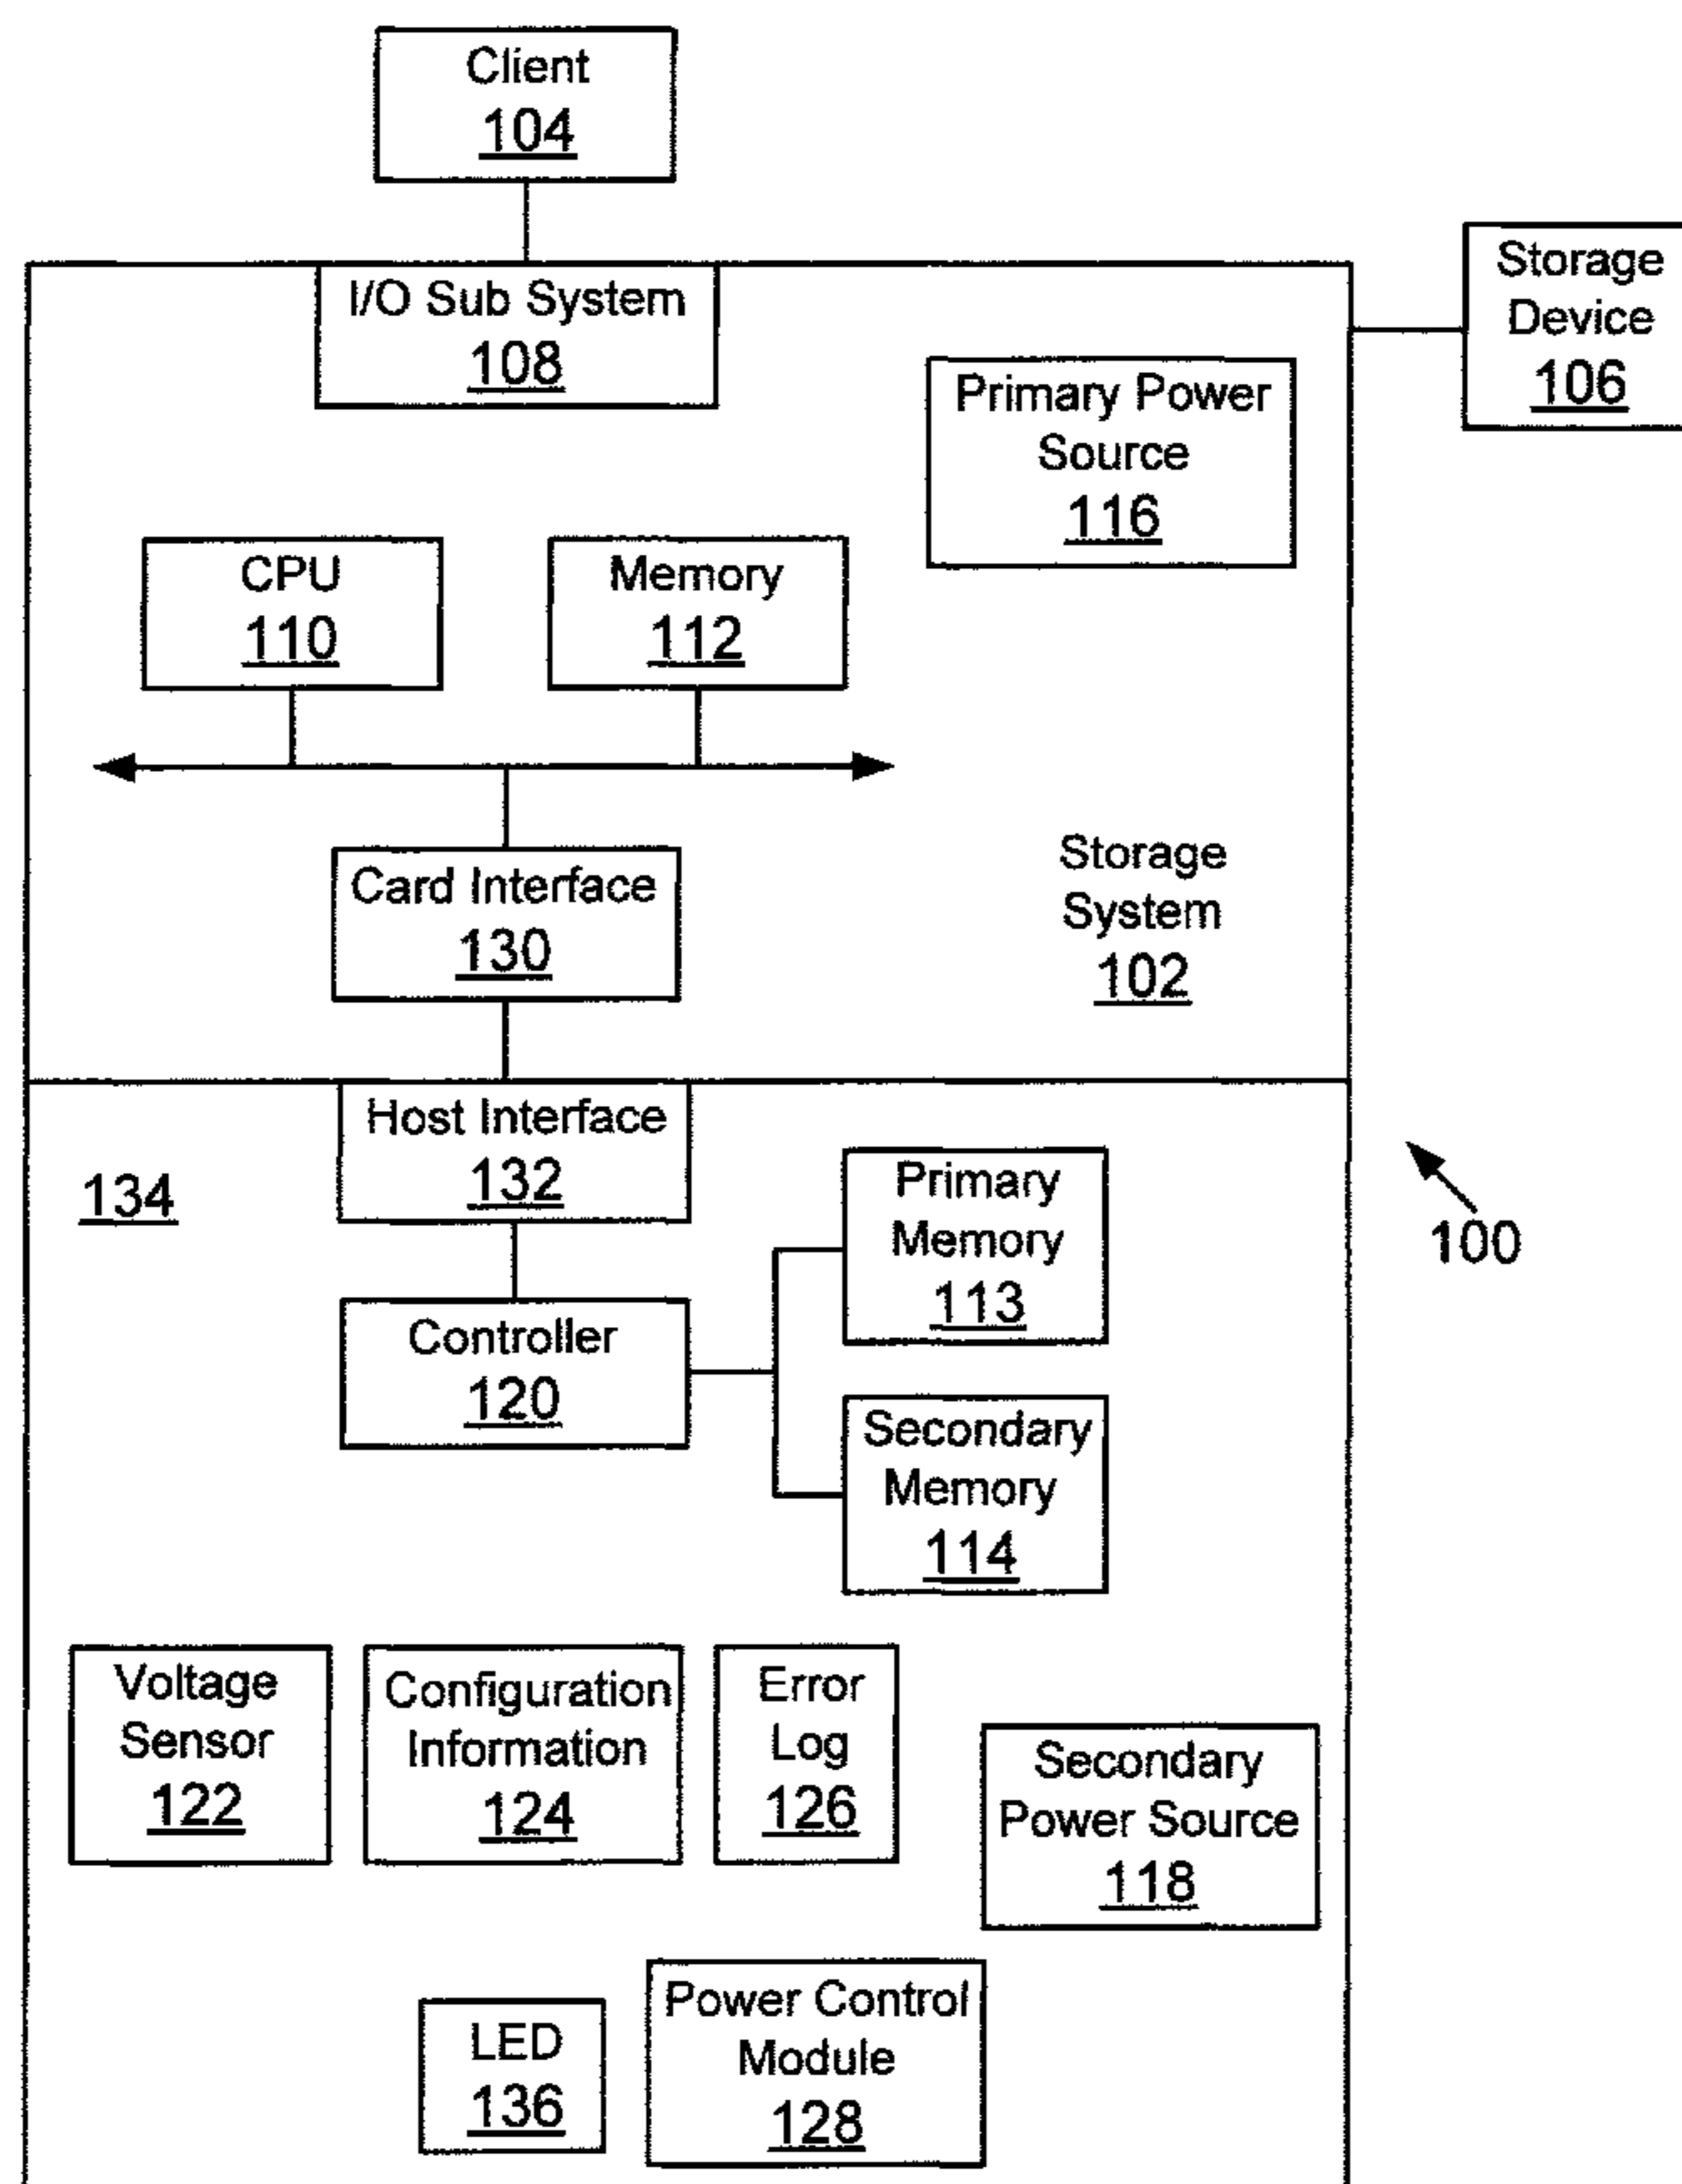 Client
104
I/O Sub System
108
Storage
Device
106
Primary Power
Source
116
CPU
110
Memory
112
Card Interface
130
Storage
System
102
Host Interface
132
134
Primary
Memory
113
100
Controller
120
Secondary
Memory
114
Voltage
Sensor
122
Configuration
Information
124
Error
Log
126
Secondary
Power Source
118
LED
136
Power Control
Module
128